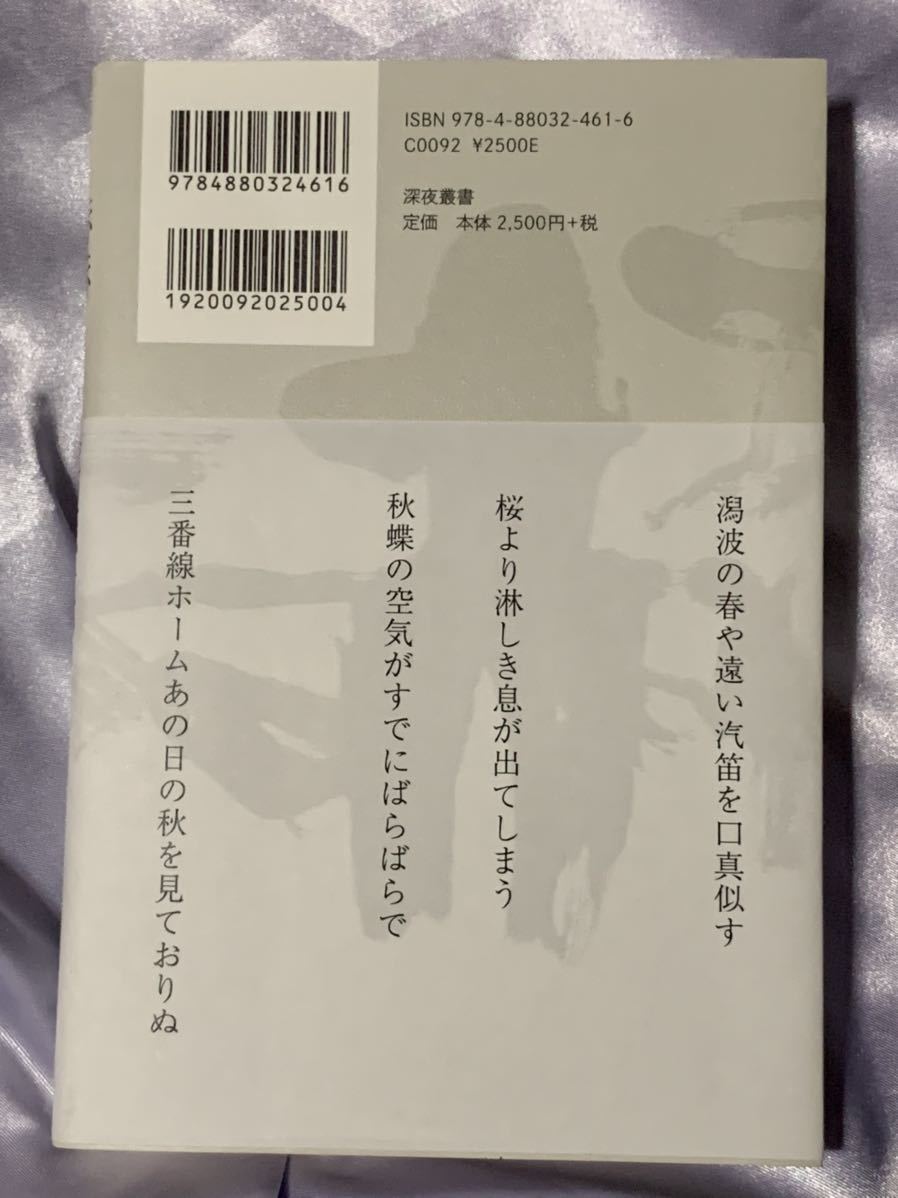 ISBN 978-4-88032-461-6
C0092 ¥2500E
9784880324616
深夜叢書
定価 本体 2,500円+税
1920092025004
潟波の春や遠い汽笛を口真似す
桜より淋しき息が出てしまう
秋蝶の空気がすでにばらばらで
三番線ホームあの日の秋を見ておりぬ